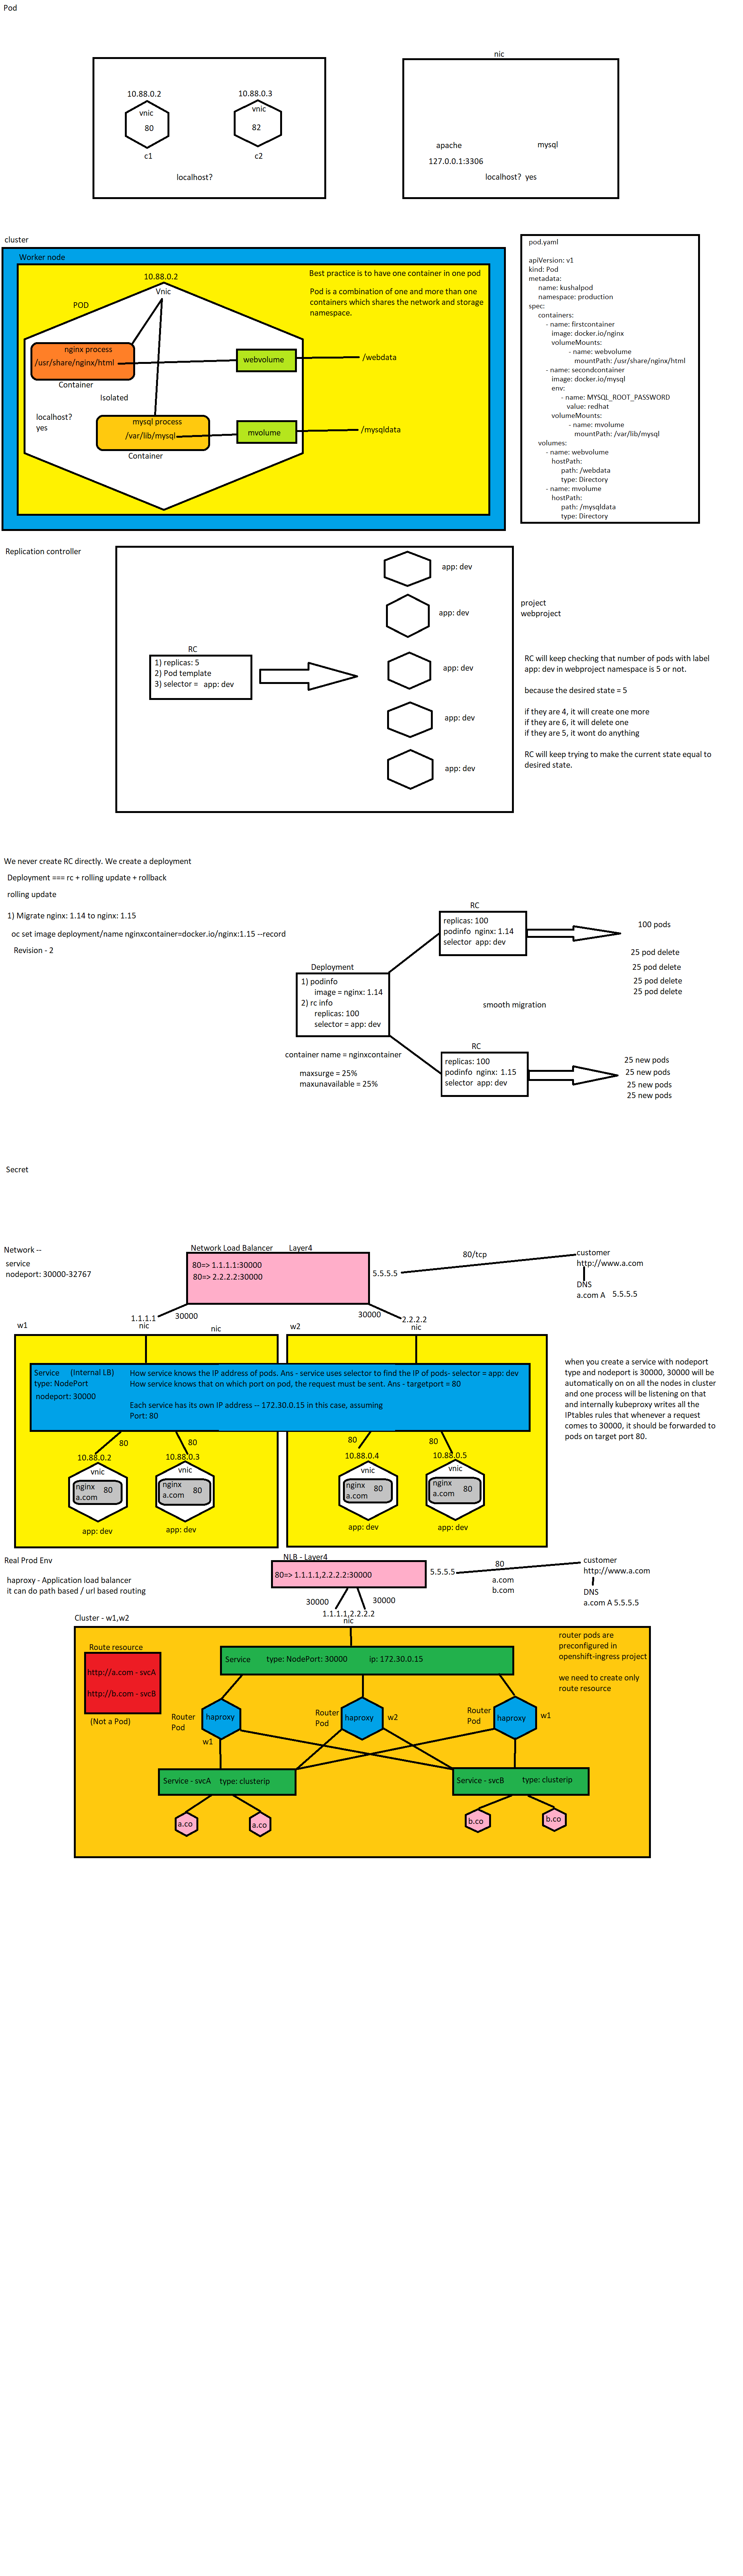 Pod
nic
10.88.0.2
10.88.0.3
vnic
vnic
80
82
c1
c2
localhost?
apache
mysql
127.0.0.1:3306
localhost? yes
cluster
Worker node
10.88.0.2
Vnic
POD
Best practice is to have one container in one pod
Pod is a combination of one and more than one
containers which shares the network and storage
namespace.
nginx process
/usr/share/nginx/html
Container
Isolated
localhost?
yes
mysql process
/var/lib/mysql
Container
webvolume
/webdata
mvolume
/mysqldata
pod.yaml
apiVersion: v1
kind: Pod
metadata:
name: kushalpod
namespace: production
spec:
containers:
- name: firstcontainer
image: docker.io/nginx
volumeMounts:
- name: webvolume
mountPath: /usr/share/nginx/html
- name: secondcontainer
image: docker.io/mysql
env:
- name: MYSQL_ROOT_PASSWORD
value: redhat
volumeMounts:
- name: mvolume
mountPath: /var/lib/mysql
volumes:
- name: webvolume
hostPath:
path: /webdata
type: Directory
- name: mvolume
hostPath:
path: /mysqldata
type: Directory
Replication controller
RC
1) replicas: 5
2) Pod template
3) selector = app: dev
app: dev
app: dev
app: dev
app: dev
app: dev
project
webproject
RC will keep checking that number of pods with label
app: dev in webproject namespace is 5 or not.
because the desired state = 5
if they are 4, it will create one more
if they are 6, it will delete one
if they are 5, it wont do anything
RC will keep trying to make the current state equal to
desired state.
We never create RC directly. We create a deployment
Deployment === rc + rolling update + rollback
rolling update
1) Migrate nginx: 1.14 to nginx: 1.15
oc set image deployment/name nginxcontainer=docker.io/nginx:1.15 --record
Revision - 2
Deployment
1) podinfo
image = nginx: 1.14
2) rc info
replicas: 100
selector = app: dev
container name = nginxcontainer
maxsurge = 25%
maxunavailable = 25%
RC
replicas: 100
podinfo nginx: 1.14
selector app: dev
100 pods
25 pod delete
25 pod delete
25 pod delete
25 pod delete
smooth migration
RC
replicas: 100
podinfo nginx: 1.15
selector app: dev
25 new pods
25 new pods
25 new pods
25 new pods
Secret
Network --
service
nodeport: 30000-32767
Network Load Balancer Layer4
80=> 1.1.1.1:30000
80=> 2.2.2.2:30000
5.5.5.5
80/tcp
customer
http://www.a.com
DNS
a.com A 5.5.5.5
1.1.1.1
30000
30000
2.2.2.2
w1
nic
nic
w2
nic
Service (Internal LB)
type: NodePort
nodeport: 30000
How service knows the IP address of pods. Ans - service uses selector to find the IP of pods- selector = app: dev
How service knows that on which port on pod, the request must be sent. Ans - targetport = 80
Each service has its own IP address -- 172.30.0.15 in this case, assuming
Port: 80
when you create a service with nodeport
type and nodeport is 30000, 30000 will be
automatically on on all the nodes in cluster
and one process will be listening on that
and internally kubeproxy writes all the
IPtables rules that whenever a request
comes to 30000, it should be forwarded to
pods on target port 80.
80
80
80
80
10.88.0.2
10.88.0.3
10.88.0.4
10.88.0.5
vnic
vnic
vnic
vnic
nginx
a.com
80
nginx
a.com
80
nginx
a.com
80
nginx
a.com
80
app: dev
app: dev
app: dev
app: dev
Real Prod Env
haproxy - Application load balancer
it can do path based / url based routing
NLB - Layer4
80=> 1.1.1.1,2.2.2.2:30000
5.5.5.5
80
a.com
b.com
customer
http://www.a.com
DNS
a.com A 5.5.5.5
30000
30000
1.1.1.1,2.2.2.2
nic
Cluster - w1,w2
Route resource
http://a.com - svcA
http://b.com - svcB
(Not a Pod)
Service type: NodePort: 30000 ip: 172.30.0.15
router pods are
preconfigured in
openshift-ingress project
we need to create only
route resource
Router
Pod
haproxy
w1
Router
Pod
haproxy
w2
Router
Pod
haproxy
w1
Service - svcA type: clusterip
Service - svcB type: clusterip
a.co
a.co
b.co
b.co